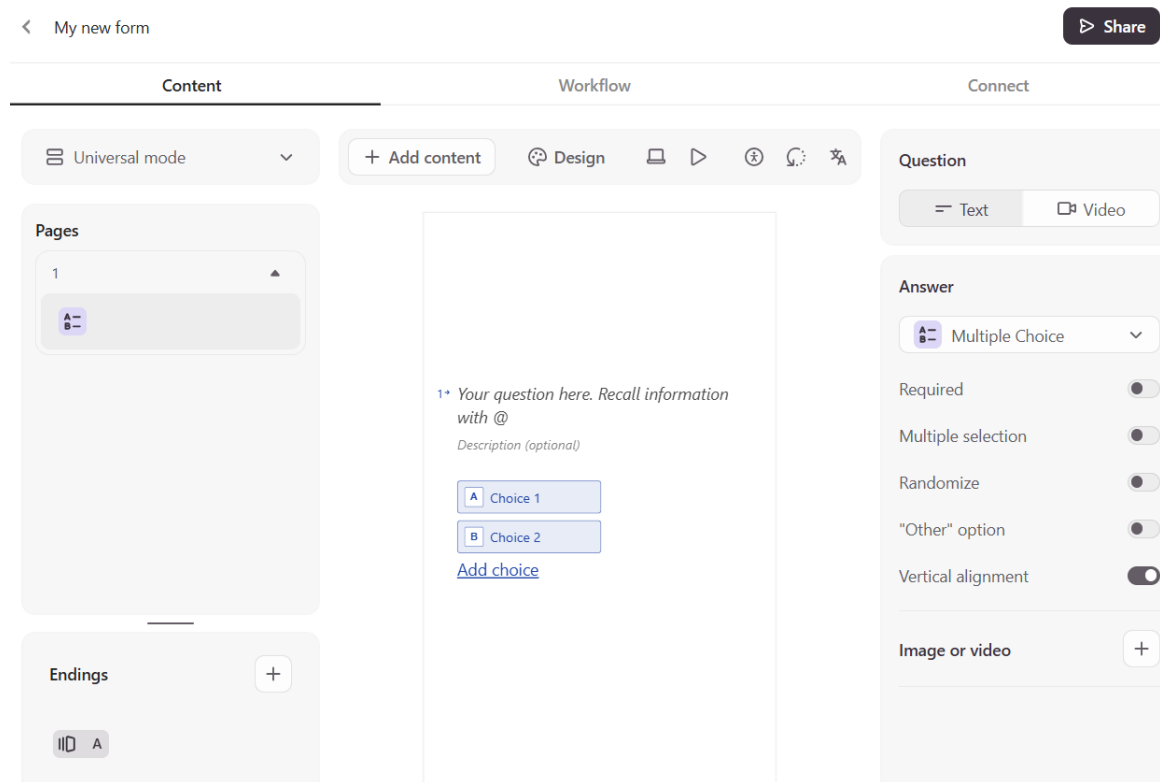 My new form
Share
Content
Workflow
Connect
Universal mode
Add content
Design
Pages
1
A
B
Endings
A
1
Your question here. Recall information
with @
Description (optional)
A Choice 1
B Choice 2
Add choice
Question
Text
Video
Answer
A
B
Multiple Choice
Required
Multiple selection
Randomize
"Other" option
Vertical alignment
Image or video